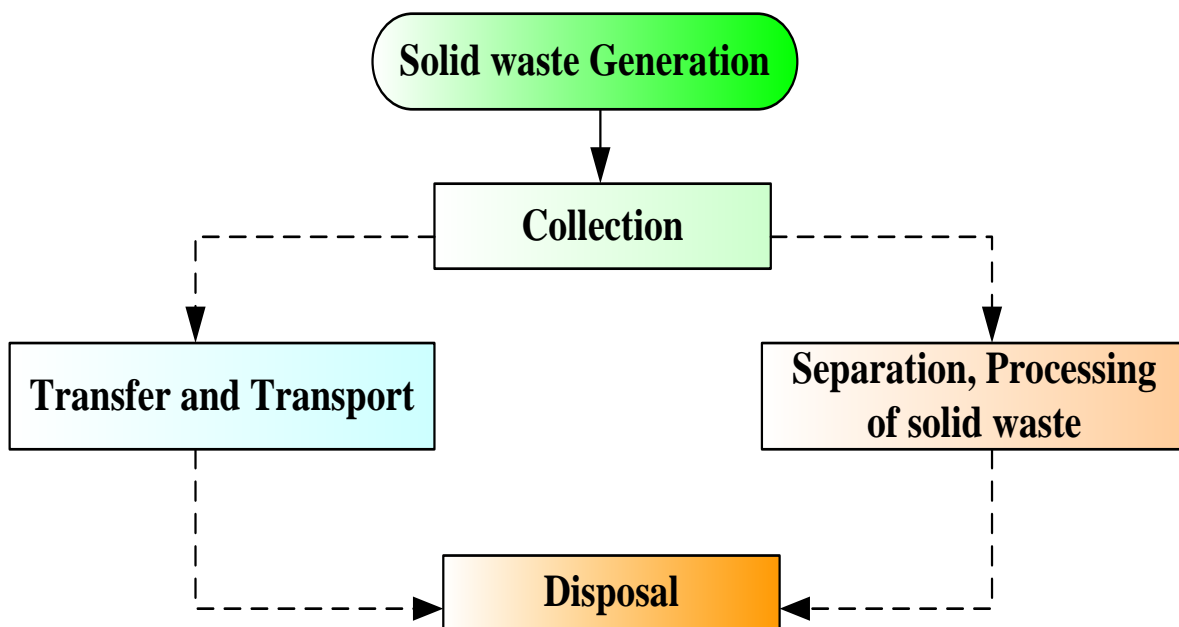 Solid waste Generation
Collection
Transfer and Transport
Separation, Processing
of solid waste
Disposal